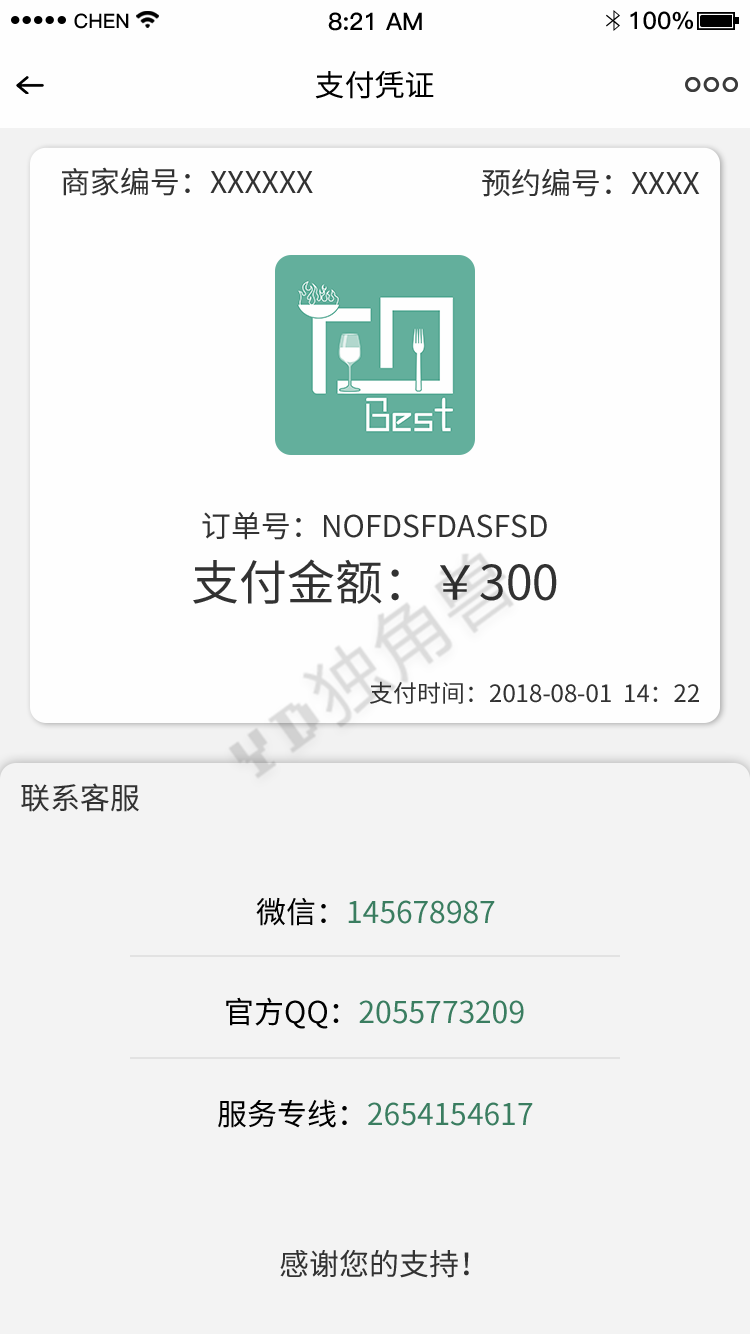 CHEN 8:21 AM 100%
支付凭证
商家编号：XXXXXX 预约编号：XXXX
Best
订单号：NOFDSFDASFSD
支付金额：￥300
支付时间：2018-08-01 14：22
YD独角兽
联系客服
微信：145678987
官方QQ：2055773209
服务专线：2654154617
感谢您的支持！